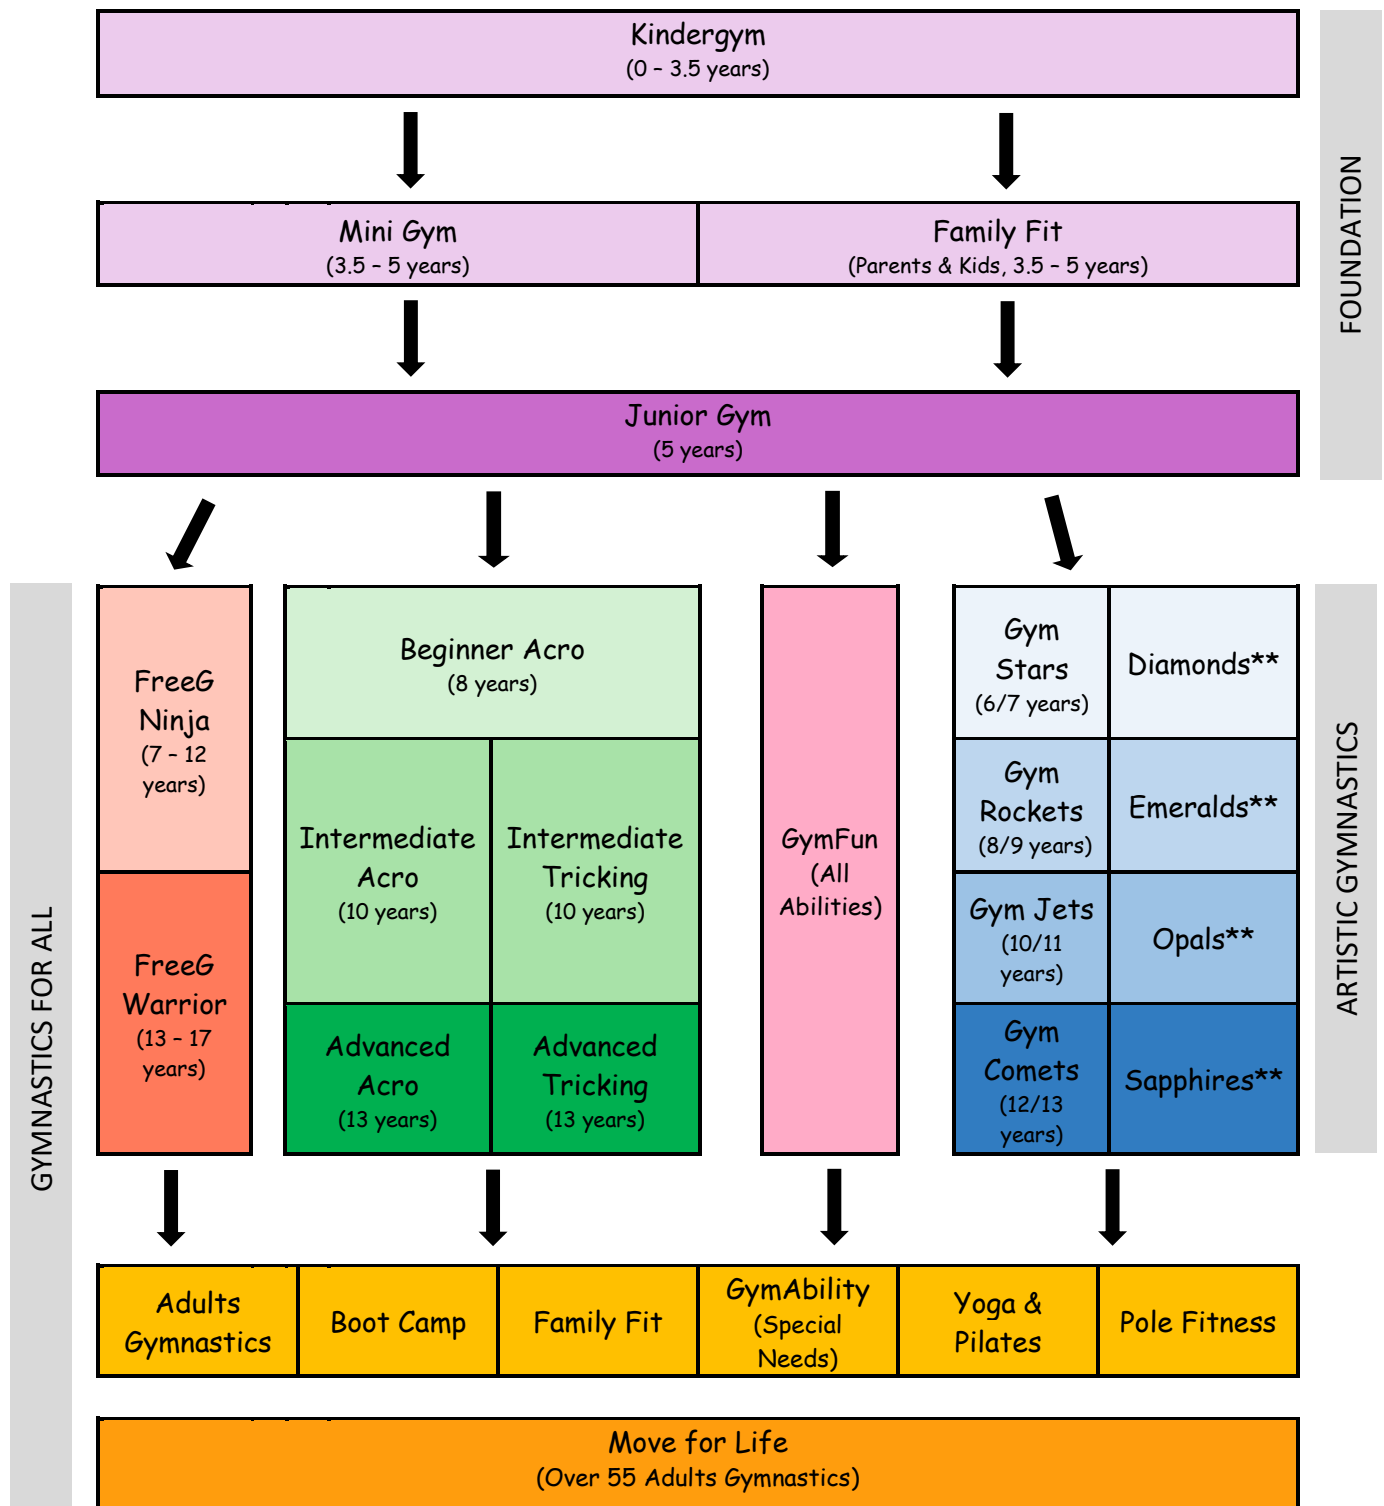 Kindergym
(0 – 3.5 years)
FOUNDATION
Mini Gym
(3.5 – 5 years)
Family Fit
(Parents & Kids, 3.5 – 5 years)
Junior Gym
(5 years)
GYMNASTICS FOR ALL
FreeG
Ninja
(7 – 12
years)
FreeG
Warrior
(13 – 17
years)
Beginner Acro
(8 years)
Intermediate
Acro
(10 years)
Intermediate
Tricking
(10 years)
Advanced
Acro
(13 years)
Advanced
Tricking
(13 years)
GymFun
(All
Abilities)
Gym
Stars
(6/7 years)
Diamonds**
Gym
Rockets
(8/9 years)
Emeralds**
Gym Jets
(10/11
years)
Opals**
Gym
Comets
(12/13
years)
Sapphires**
ARTISTIC GYMNASTICS
Adults
Gymnastics
Boot Camp
Family Fit
GymAbility
(Special
Needs)
Yoga &
Pilates
Pole Fitness
Move for Life
(Over 55 Adults Gymnastics)